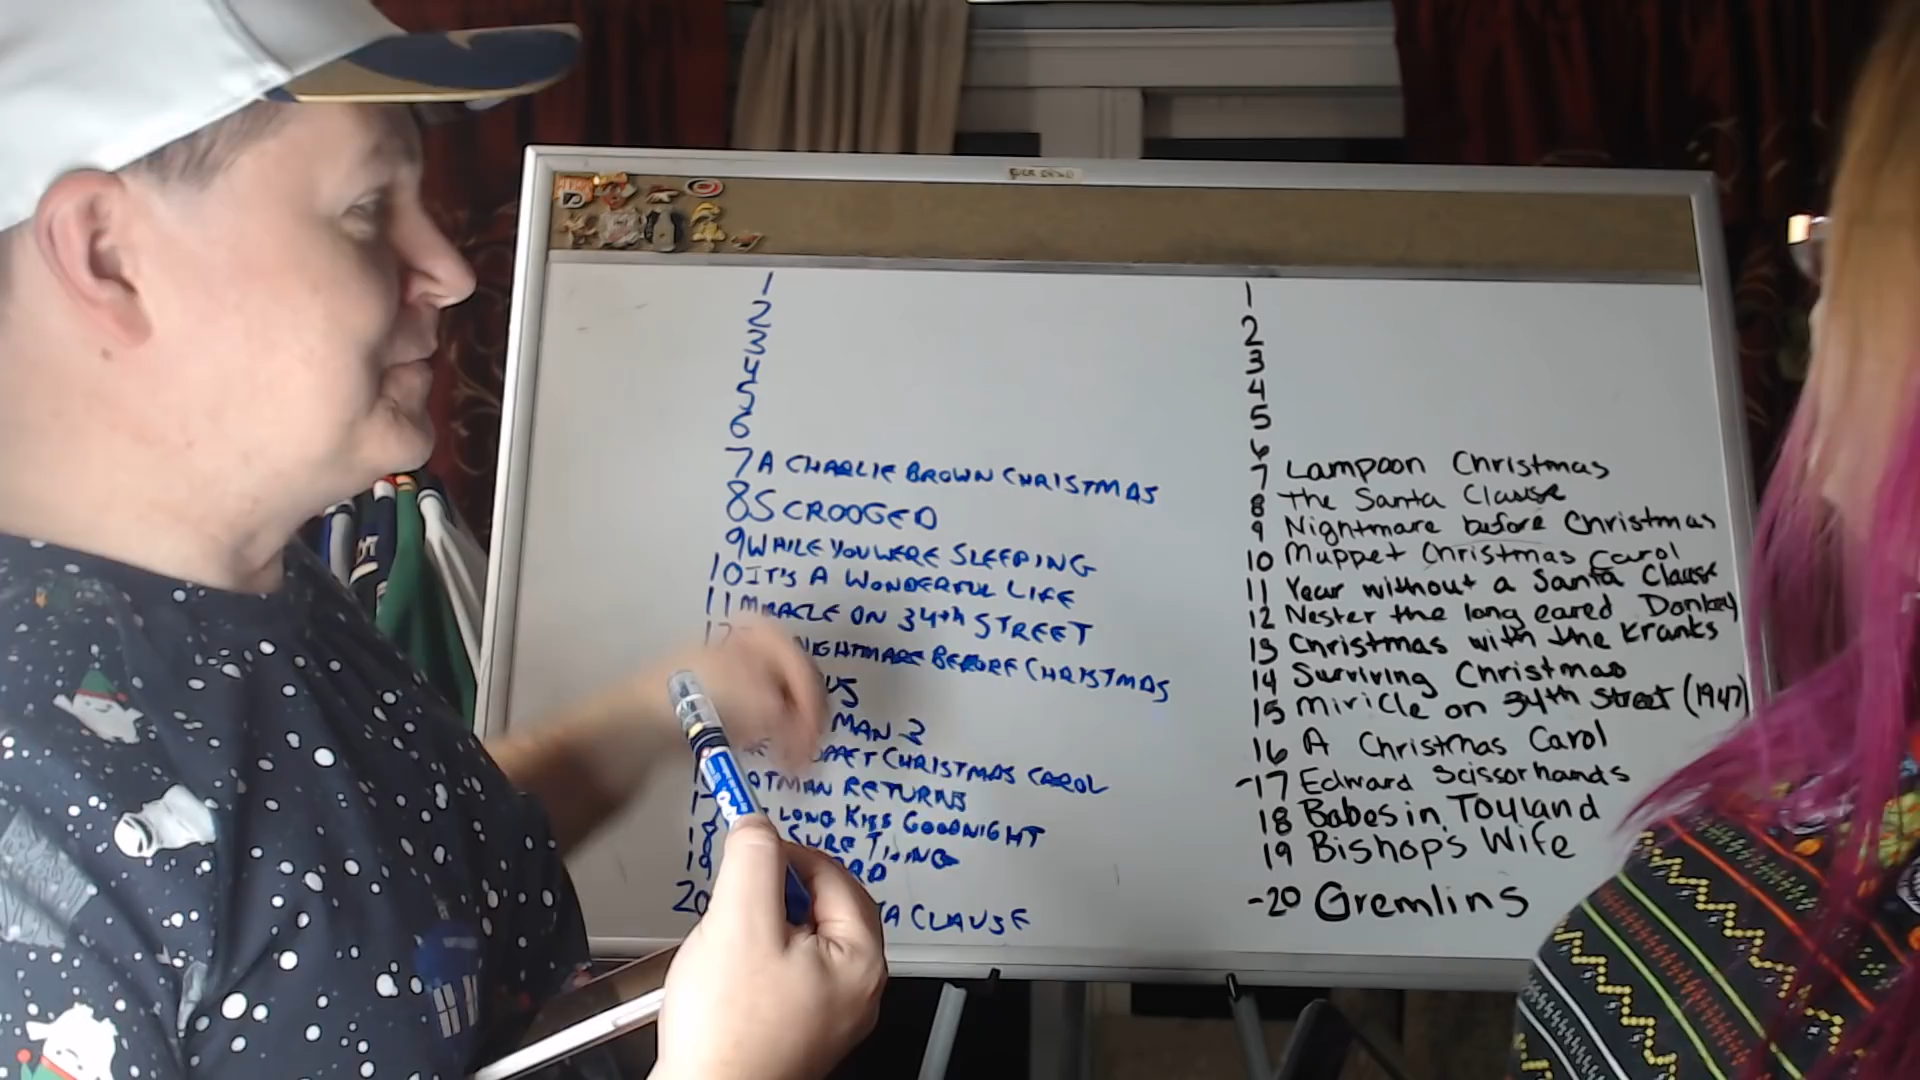 1
2
3
4
5
6
7 A CHARLIE BROWN CHRISTMAS
8 SCROOGED
9 WHILE YOU WERE SLEEPING
10 IT'S A WONDERFUL LIFE
11 MIRACLE ON 34th STREET
NIGHTMARE BEFORE CHRISTMAS
MAN 3
CHRISTMAS CAROL
RETURNS
LONG KISS GOODNIGHT
SURE THING
20
CLAUSE
1
2
3
4
5
6
7 Lampoon Christmas
8 The Santa Clause
9 Nightmare before Christmas
10 Muppet Christmas Carol
11 Year without a Santa Clause
12 Nester the long eared Donkey
13 Christmas with the Kranks
14 Surviving Christmas
15 Miricle on 34th Street (1947)
16 A Christmas Carol
-17 Edward Scissorhands
18 Babes in Toyland
19 Bishop's Wife
-20 Gremlins